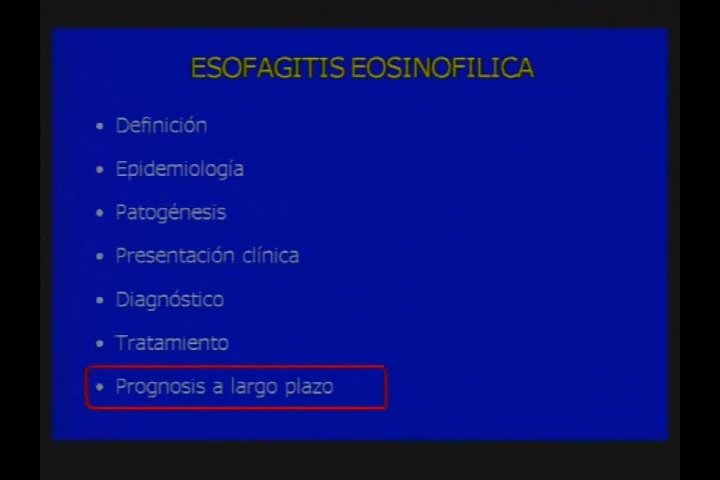 ESOFAGITIS EOSINOFILICA
• Definición
• Epidemiología
• Patogénesis
• Presentación clínica
• Diagnóstico
• Tratamiento
• Prognosis a largo plazo